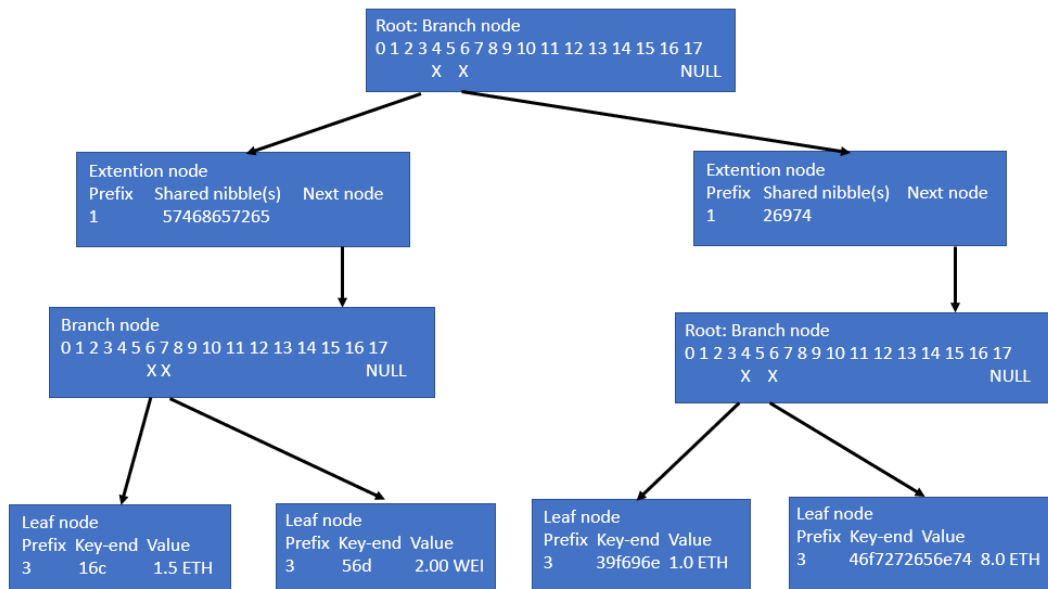 Root: Branch node
0 1 2 3 4 5 6 7 8 9 10 11 12 13 14 15 16 17
X X NULL
Extention node
Prefix Shared nibble(s) Next node
1 57468657265
Extention node
Prefix Shared nibble(s) Next node
1 26974
Branch node
0 1 2 3 4 5 6 7 8 9 10 11 12 13 14 15 16 17
X X NULL
Root: Branch node
0 1 2 3 4 5 6 7 8 9 10 11 12 13 14 15 16 17
X X NULL
Leaf node
Prefix Key-end Value
3 16c 1.5 ETH
Leaf node
Prefix Key-end Value
3 56d 2.00 WEI
Leaf node
Prefix Key-end Value
3 39f696e 1.0 ETH
Leaf node
Prefix Key-end Value
3 46f7272656e74 8.0 ETH